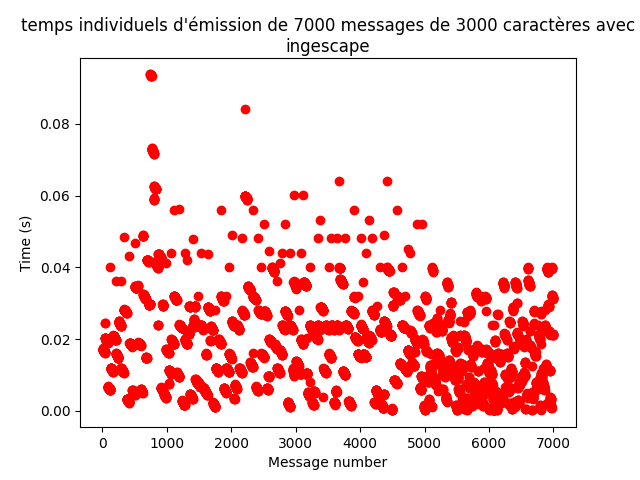 temps individuels d'émission de 7000 messages de 3000 caractères avec
ingescape
0.08
0.06
0.04
0.02
0.00
Time (s)
0 1000 2000 3000 4000 5000 6000 7000
Message number